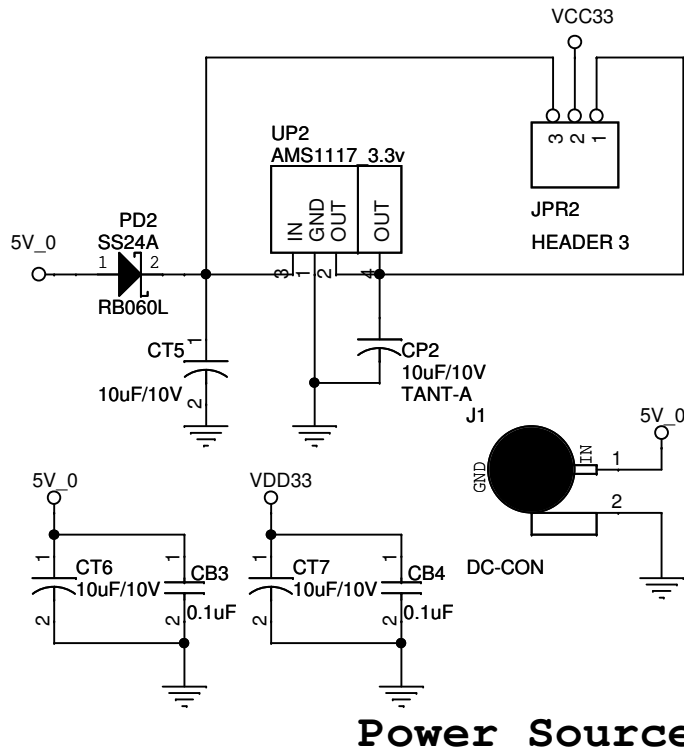 VCC33
3
2
1
JPR2
HEADER 3
UP2
AMS1117_3.3v
IN
GND
OUT
OUT
3
1
2
4
PD2
SS24A
5V_0
1
2
RB060L
CT5
1
10uF/10V
2
CP2
10uF/10V
TANT-A
J1
5V_0
GND
IN
1
2
DC-CON
5V_0
1
CT6
10uF/10V
2
1
CB3
0.1uF
2
VDD33
1
CT7
10uF/10V
2
1
CB4
0.1uF
2
Power Source